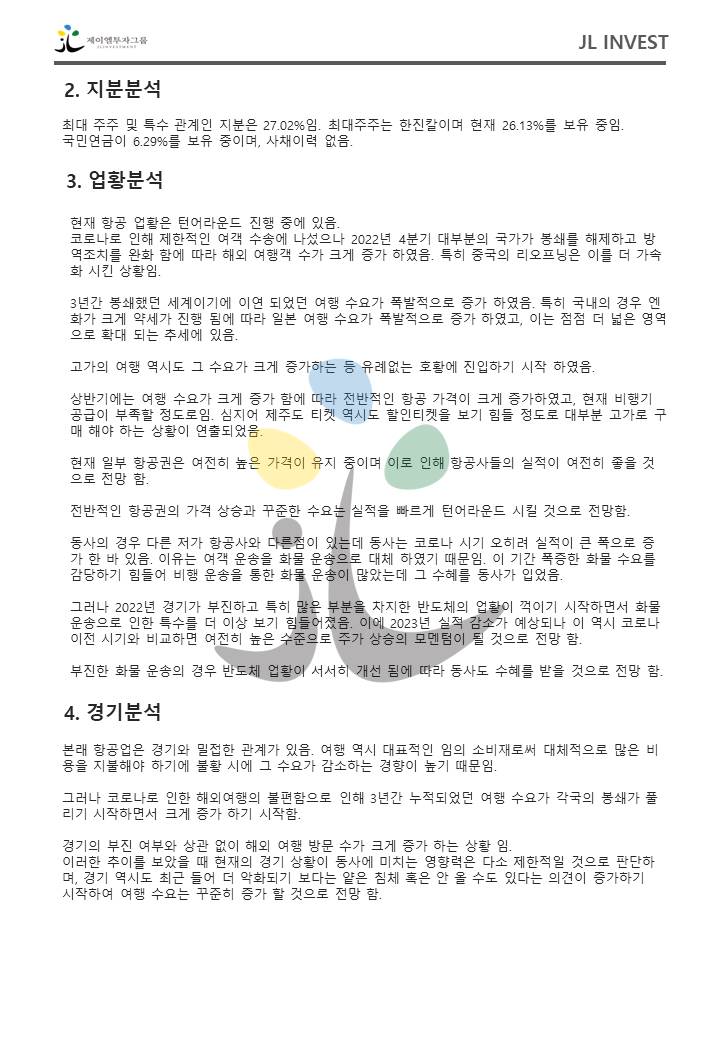 제이엘투자그룹
JLINVESTMENT
JL INVEST
2. 지분분석
최대 주주 및 특수 관계인 지분은 27.02%임. 최대주주는 한진칼이며 현재 26.13%를 보유 중임.
국민연금이 6.29%를 보유 중이며, 사채이력 없음.
3. 업황분석
현재 항공 업황은 턴어라운드 진행 중에 있음.
코로나로 인해 제한적인 여객 수송에 나섰으나 2022년 4분기 대부분의 국가가 봉쇄를 해제하고 방
역조치를 완화 함에 따라 해외 여행객 수가 크게 증가 하였음. 특히 중국의 리오프닝은 이를 더 가속
화 시킨 상황임.
3년간 봉쇄했던 세계이기에 이연 되었던 여행 수요가 폭발적으로 증가 하였음. 특히 국내의 경우 엔
화가 크게 약세가 진행 됨에 따라 일본 여행 수요가 폭발적으로 증가 하였고, 이는 점점 더 넓은 영역
으로 확대 되는 추세에 있음.
고가의 여행 역시도 그 수요가 크게 증가하는 등 유례없는 호황에 진입하기 시작 하였음.
상반기에는 여행 수요가 크게 증가 함에 따라 전반적인 항공 가격이 크게 증가하였고, 현재 비행기
공급이 부족할 정도로임. 심지어 제주도 티켓 역시도 할인티켓을 보기 힘들 정도로 대부분 고가로 구
매 해야 하는 상황이 연출되었음.
현재 일부 항공권은 여전히 높은 가격이 유지 중이며 이로 인해 항공사들의 실적이 여전히 좋을 것
으로 전망 함.
전반적인 항공권의 가격 상승과 꾸준한 수요는 실적을 빠르게 턴어라운드 시킬 것으로 전망함.
동사의 경우 다른 저가 항공사와 다른점이 있는데 동사는 코로나 시기 오히려 실적이 큰 폭으로 증
가 한 바 있음. 이유는 여객 운송을 화물 운송으로 대체 하였기 때문임. 이 기간 폭증한 화물 수요를
감당하기 힘들어 비행 운송을 통한 화물 운송이 많았는데 그 수혜를 동사가 입었음.
그러나 2022년 경기가 부진하고 특히 많은 부분을 차지한 반도체의 업황이 꺽이기 시작하면서 화물
운송으로 인한 특수를 더 이상 보기 힘들어졌음. 이에 2023년 실적 감소가 예상되나 이 역시 코로나
이전 시기와 비교하면 여전히 높은 수준으로 주가 상승의 모멘텀이 될 것으로 전망 함.
부진한 화물 운송의 경우 반도체 업황이 서서히 개선 됨에 따라 동사도 수혜를 받을 것으로 전망 함.
4. 경기분석
본래 항공업은 경기와 밀접한 관계가 있음. 여행 역시 대표적인 임의 소비재로써 대체적으로 많은 비
용을 지불해야 하기에 불황 시에 그 수요가 감소하는 경향이 높기 때문임.
그러나 코로나로 인한 해외여행의 불편함으로 인해 3년간 누적되었던 여행 수요가 각국의 봉쇄가 풀
리기 시작하면서 크게 증가 하기 시작함.
경기의 부진 여부와 상관 없이 해외 여행 방문 수가 크게 증가 하는 상황 임.
이러한 추이를 보았을 때 현재의 경기 상황이 동사에 미치는 영향력은 다소 제한적일 것으로 판단하
며, 경기 역시도 최근 들어 더 악화되기 보다는 얕은 침체 혹은 안 올 수도 있다는 의견이 증가하기
시작하여 여행 수요는 꾸준히 증가 할 것으로 전망 함.